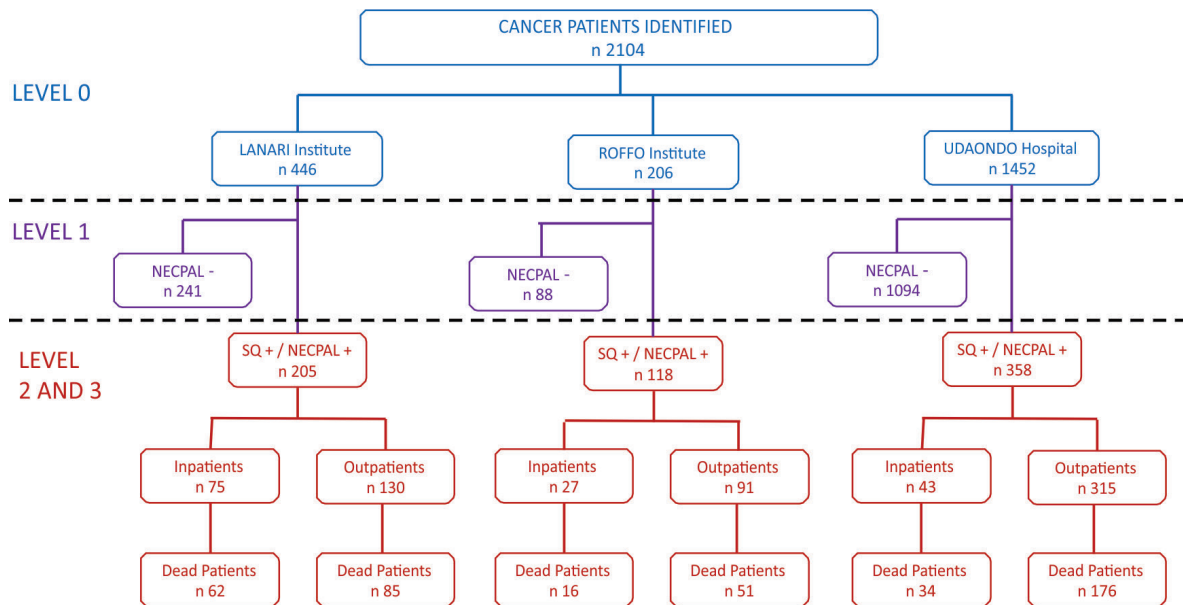 CANCER PATIENTS IDENTIFIED
n 2104
LEVEL 0
LANARI Institute
n 446
ROFFO Institute
n 206
UDAONDO Hospital
n 1452
LEVEL 1
NECPAL -
n 241
NECPAL -
n 88
NECPAL -
n 1094
LEVEL
2 AND 3
SQ + / NECPAL +
n 205
SQ + / NECPAL +
n 118
SQ + / NECPAL +
n 358
Inpatients
n 75
Outpatients
n 130
Inpatients
n 27
Outpatients
n 91
Inpatients
n 43
Outpatients
n 315
Dead Patients
n 62
Dead Patients
n 85
Dead Patients
n 16
Dead Patients
n 51
Dead Patients
n 34
Dead Patients
n 176